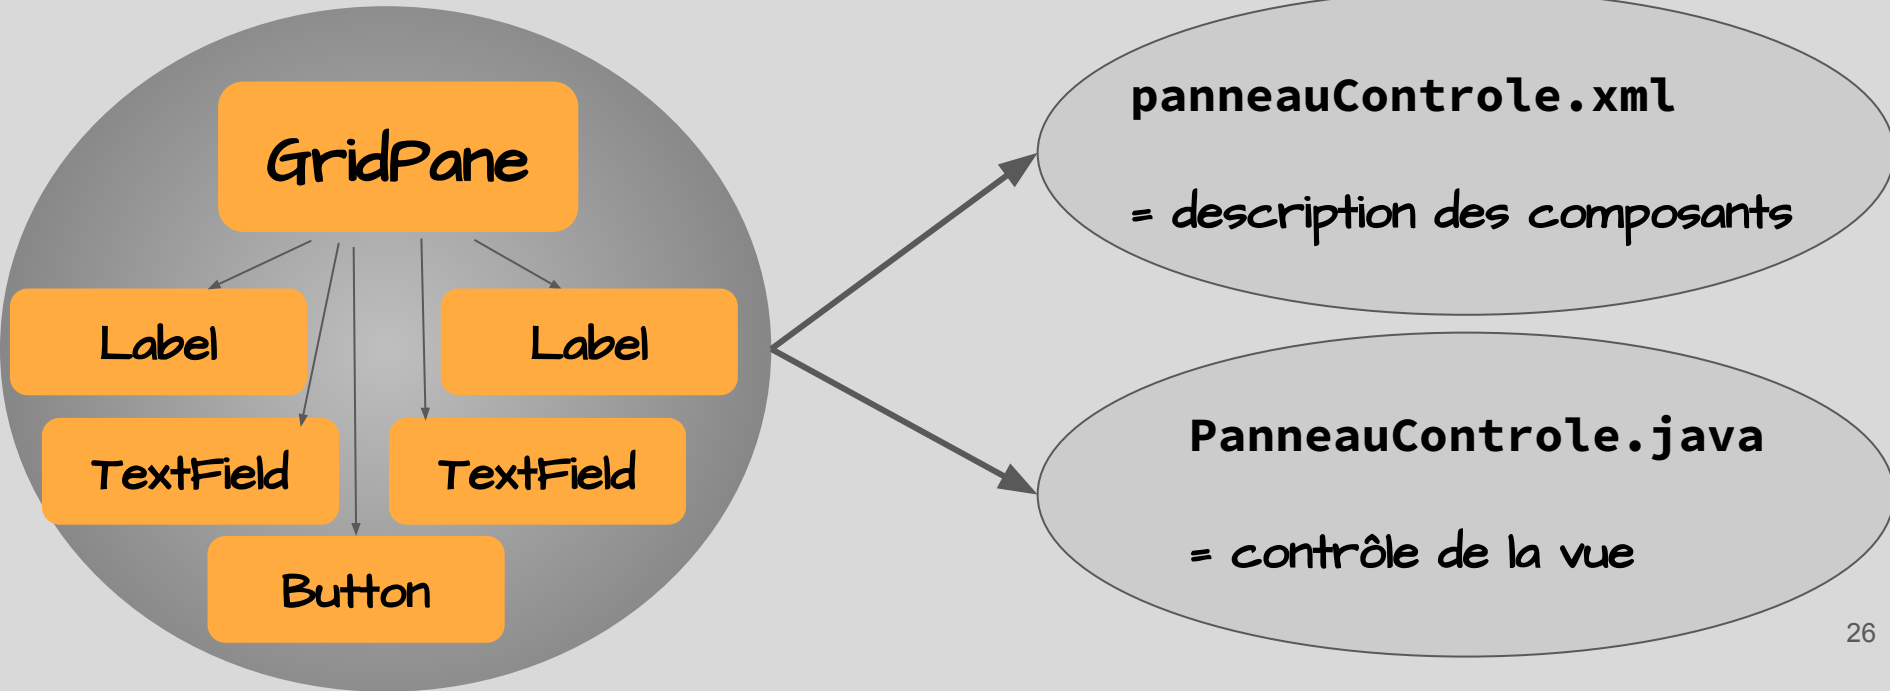 GridPane
Label
Label
TextField
TextField
Button
panneauControle.xml
= description des composants
PanneauControle.java
= contrôle de la vue
26